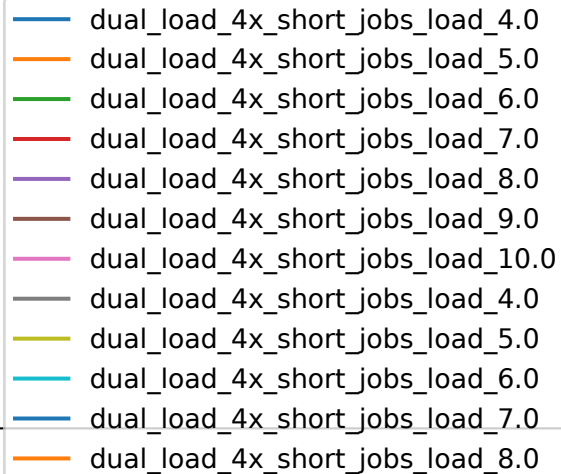 dual_load_4x_short_jobs_load_4.0
dual_load_4x_short_jobs_load_5.0
dual_load_4x_short_jobs_load_6.0
dual_load_4x_short_jobs_load_7.0
dual_load_4x_short_jobs_load_8.0
dual_load_4x_short_jobs_load_9.0
dual_load_4x_short_jobs_load_10.0
dual_load_4x_short_jobs_load_4.0
dual_load_4x_short_jobs_load_5.0
dual_load_4x_short_jobs_load_6.0
dual_load_4x_short_jobs_load_7.0
dual_load_4x_short_jobs_load_8.0